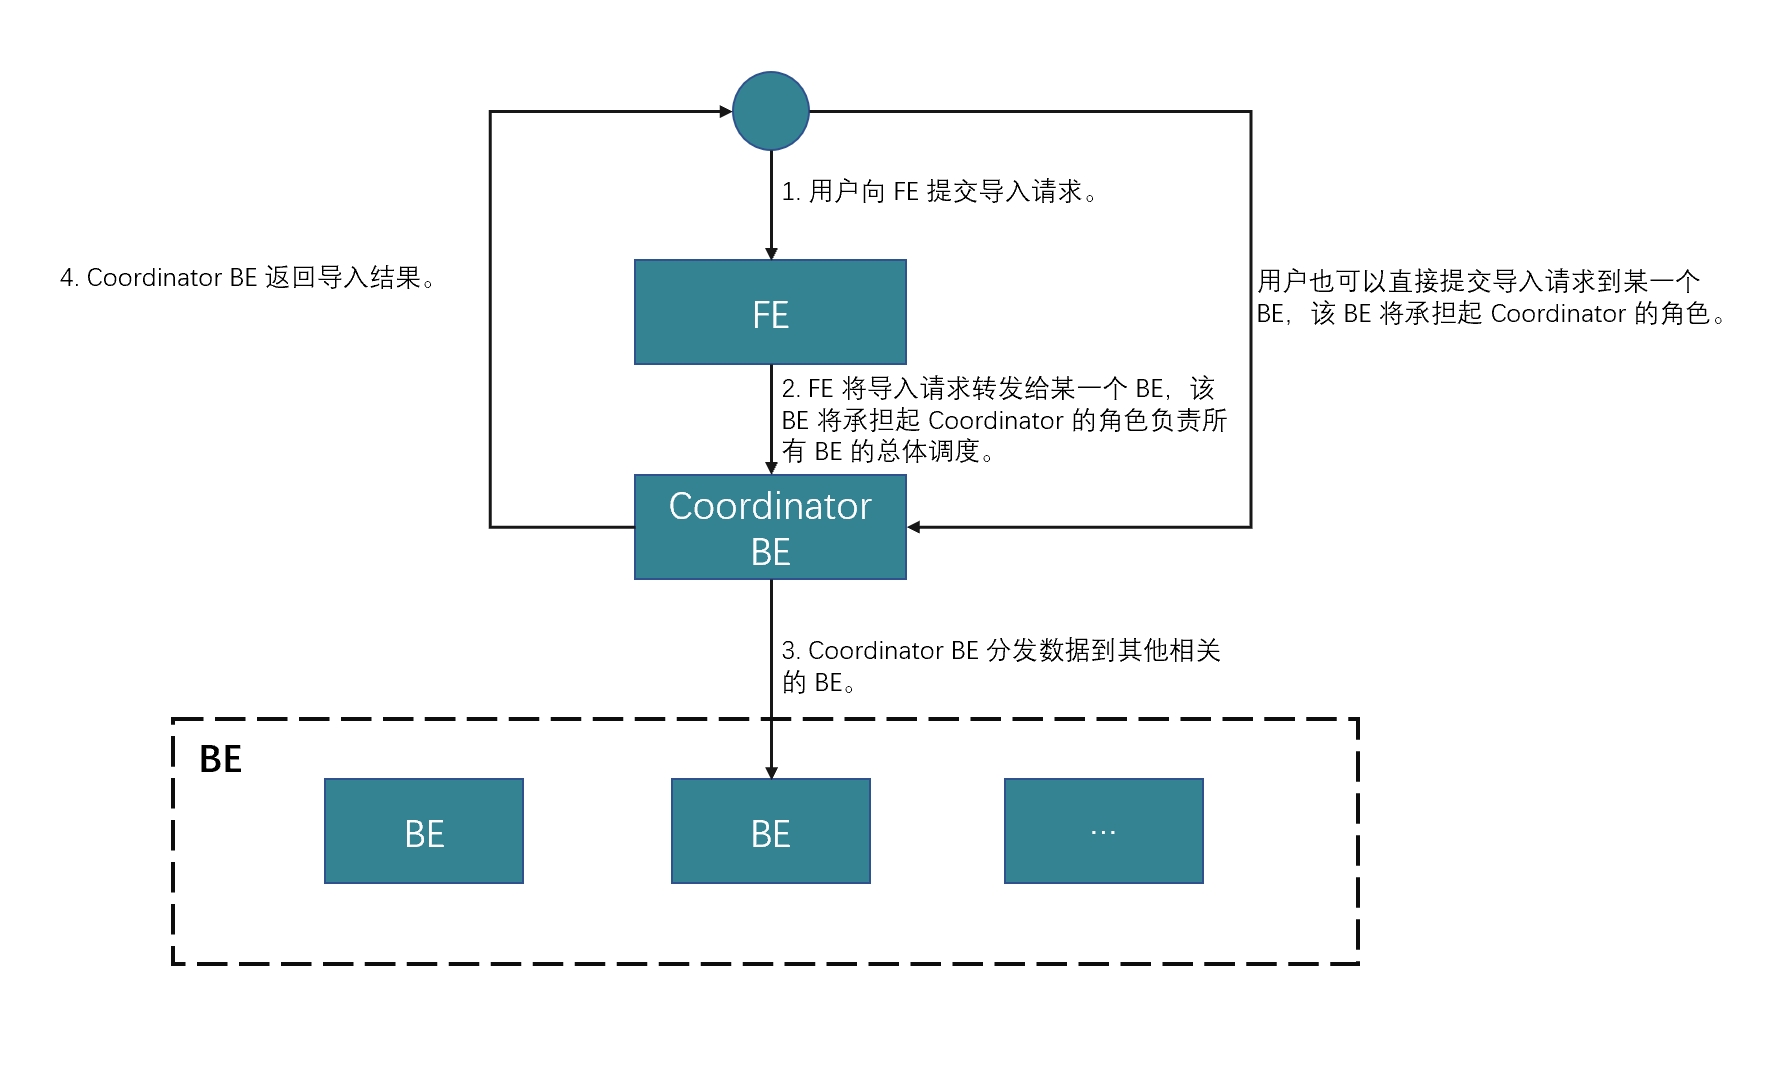 1. 用户向 FE 提交导入请求。
4. Coordinator BE 返回导入结果。
用户也可以直接提交导入请求到某一个
BE，该 BE 将承担起 Coordinator 的角色。
FE
2. FE 将导入请求转发给某一个 BE，该
BE 将承担起 Coordinator 的角色负责所
有 BE 的总体调度。
Coordinator
BE
3. Coordinator BE 分发数据到其他相关
的 BE。
BE
BE
BE
...